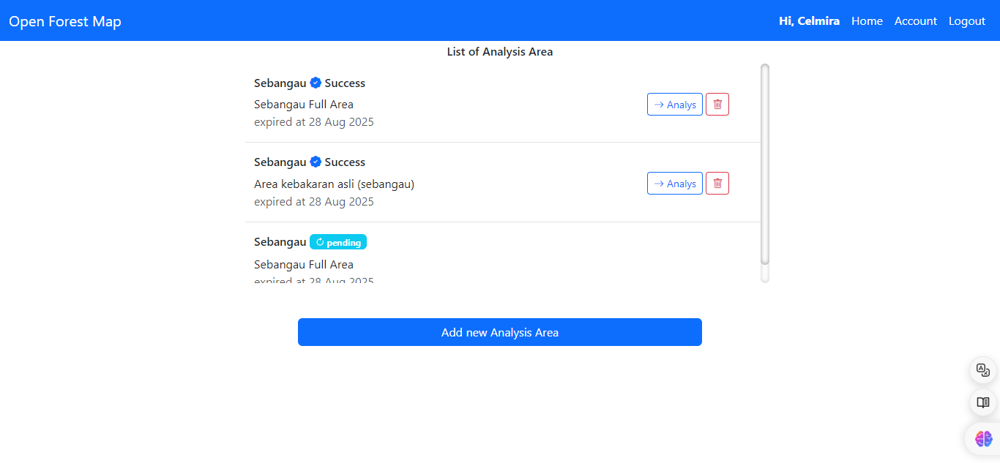 Open Forest Map
Hi, Celmira Home Account Logout
List of Analysis Area
Sebangau Success
Sebangau Full Area
expired at 28 Aug 2025
Analys
Sebangau Success
Area kebakaran asli (sebangau)
expired at 28 Aug 2025
Analys
Sebangau pending
Sebangau Full Area
expired at 28 Aug 2025
Add new Analysis Area